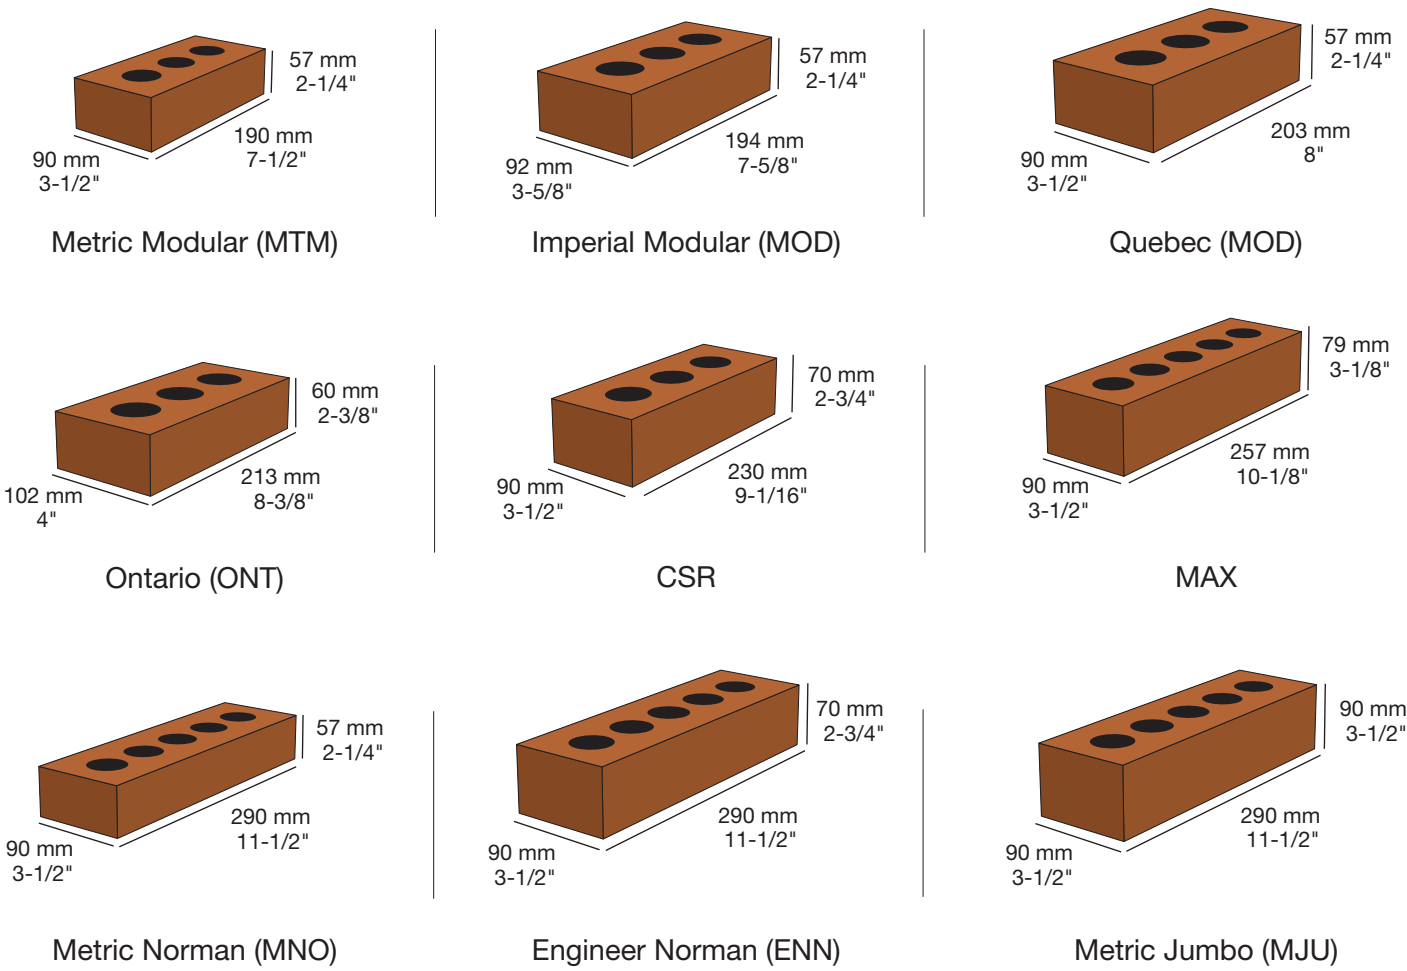 57 mm
2-1/4"
190 mm
7-1/2"
90 mm
3-1/2"
Metric Modular (MTM)
57 mm
2-1/4"
194 mm
7-5/8"
92 mm
3-5/8"
Imperial Modular (MOD)
57 mm
2-1/4"
203 mm
8"
90 mm
3-1/2"
Quebec (MOD)
60 mm
2-3/8"
213 mm
8-3/8"
102 mm
4"
Ontario (ONT)
70 mm
2-3/4"
230 mm
9-1/16"
90 mm
3-1/2"
CSR
79 mm
3-1/8"
257 mm
10-1/8"
90 mm
3-1/2"
MAX
57 mm
2-1/4"
290 mm
11-1/2"
90 mm
3-1/2"
Metric Norman (MNO)
70 mm
2-3/4"
290 mm
11-1/2"
90 mm
3-1/2"
Engineer Norman (ENN)
90 mm
3-1/2"
290 mm
11-1/2"
90 mm
3-1/2"
Metric Jumbo (MJU)